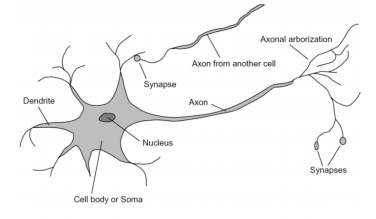 Axonal arborization
Axon from another cell
Synapse
Dendrite
Axon
Nucleus
Synapses
Cell body or Soma